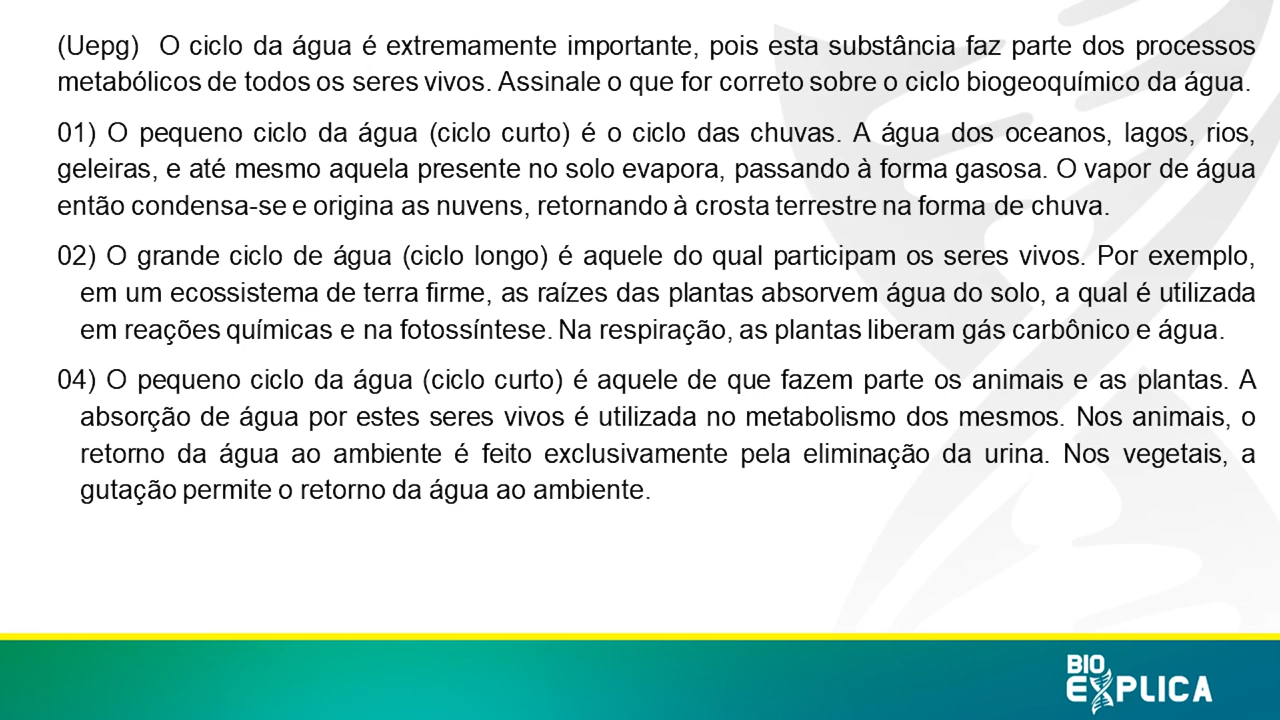 (Uepg) O ciclo da água é extremamente importante, pois esta substância faz parte dos processos
metabólicos de todos os seres vivos. Assinale o que for correto sobre o ciclo biogeoquímico da água.
01) O pequeno ciclo da água (ciclo curto) é o ciclo das chuvas. A água dos oceanos, lagos, rios,
geleiras, e até mesmo aquela presente no solo evapora, passando à forma gasosa. O vapor de água
então condensa-se e origina as nuvens, retornando à crosta terrestre na forma de chuva.
02) O grande ciclo de água (ciclo longo) é aquele do qual participam os seres vivos. Por exemplo,
em um ecossistema de terra firme, as raízes das plantas absorvem água do solo, a qual é utilizada
em reações químicas e na fotossíntese. Na respiração, as plantas liberam gás carbônico e água.
04) O pequeno ciclo da água (ciclo curto) é aquele de que fazem parte os animais e as plantas. A
absorção de água por estes seres vivos é utilizada no metabolismo dos mesmos. Nos animais, o
retorno da água ao ambiente é feito exclusivamente pela eliminação da urina. Nos vegetais, a
gutação permite o retorno da água ao ambiente.
BIO
EXPLICA